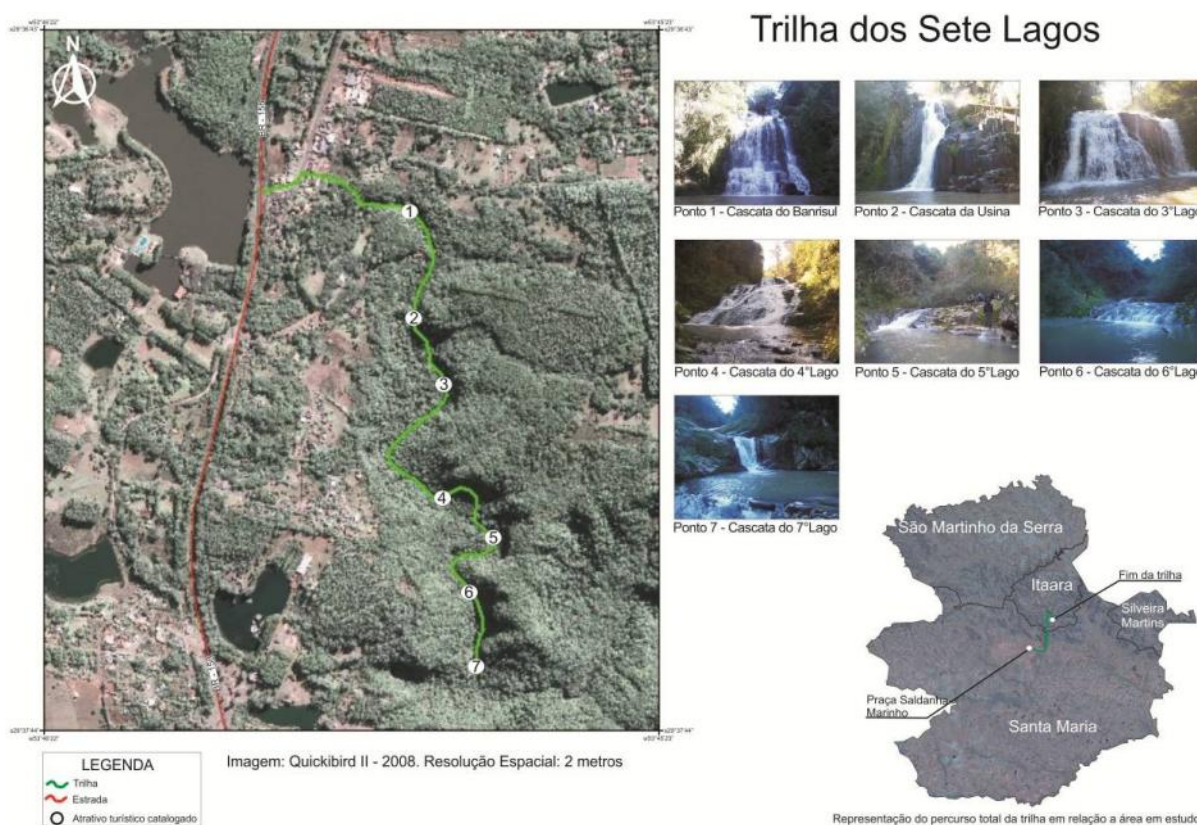 Trilha dos Sete Lagos
N
BR - 158
1
2
3
4
5
6
7
Ponto 1 - Cascata do Banrisul
Ponto 2 - Cascata da Usina
Ponto 3 - Cascata do 3°Lago
Ponto 4 - Cascata do 4°Lago
Ponto 5 - Cascata do 5°Lago
Ponto 6 - Cascata do 6°Lago
Ponto 7 - Cascata do 7°Lago
São Martinho da Serra
Itaara
Fim da trilha
Silveira
Martins
Praça Saldanha
Marinho
Santa Maria
LEGENDA
Trilha
Estrada
Atrativo turístico catalogado
Imagem: Quickibird II - 2008. Resolução Espacial: 2 metros
Representação do percurso total da trilha em relação a área em estudo